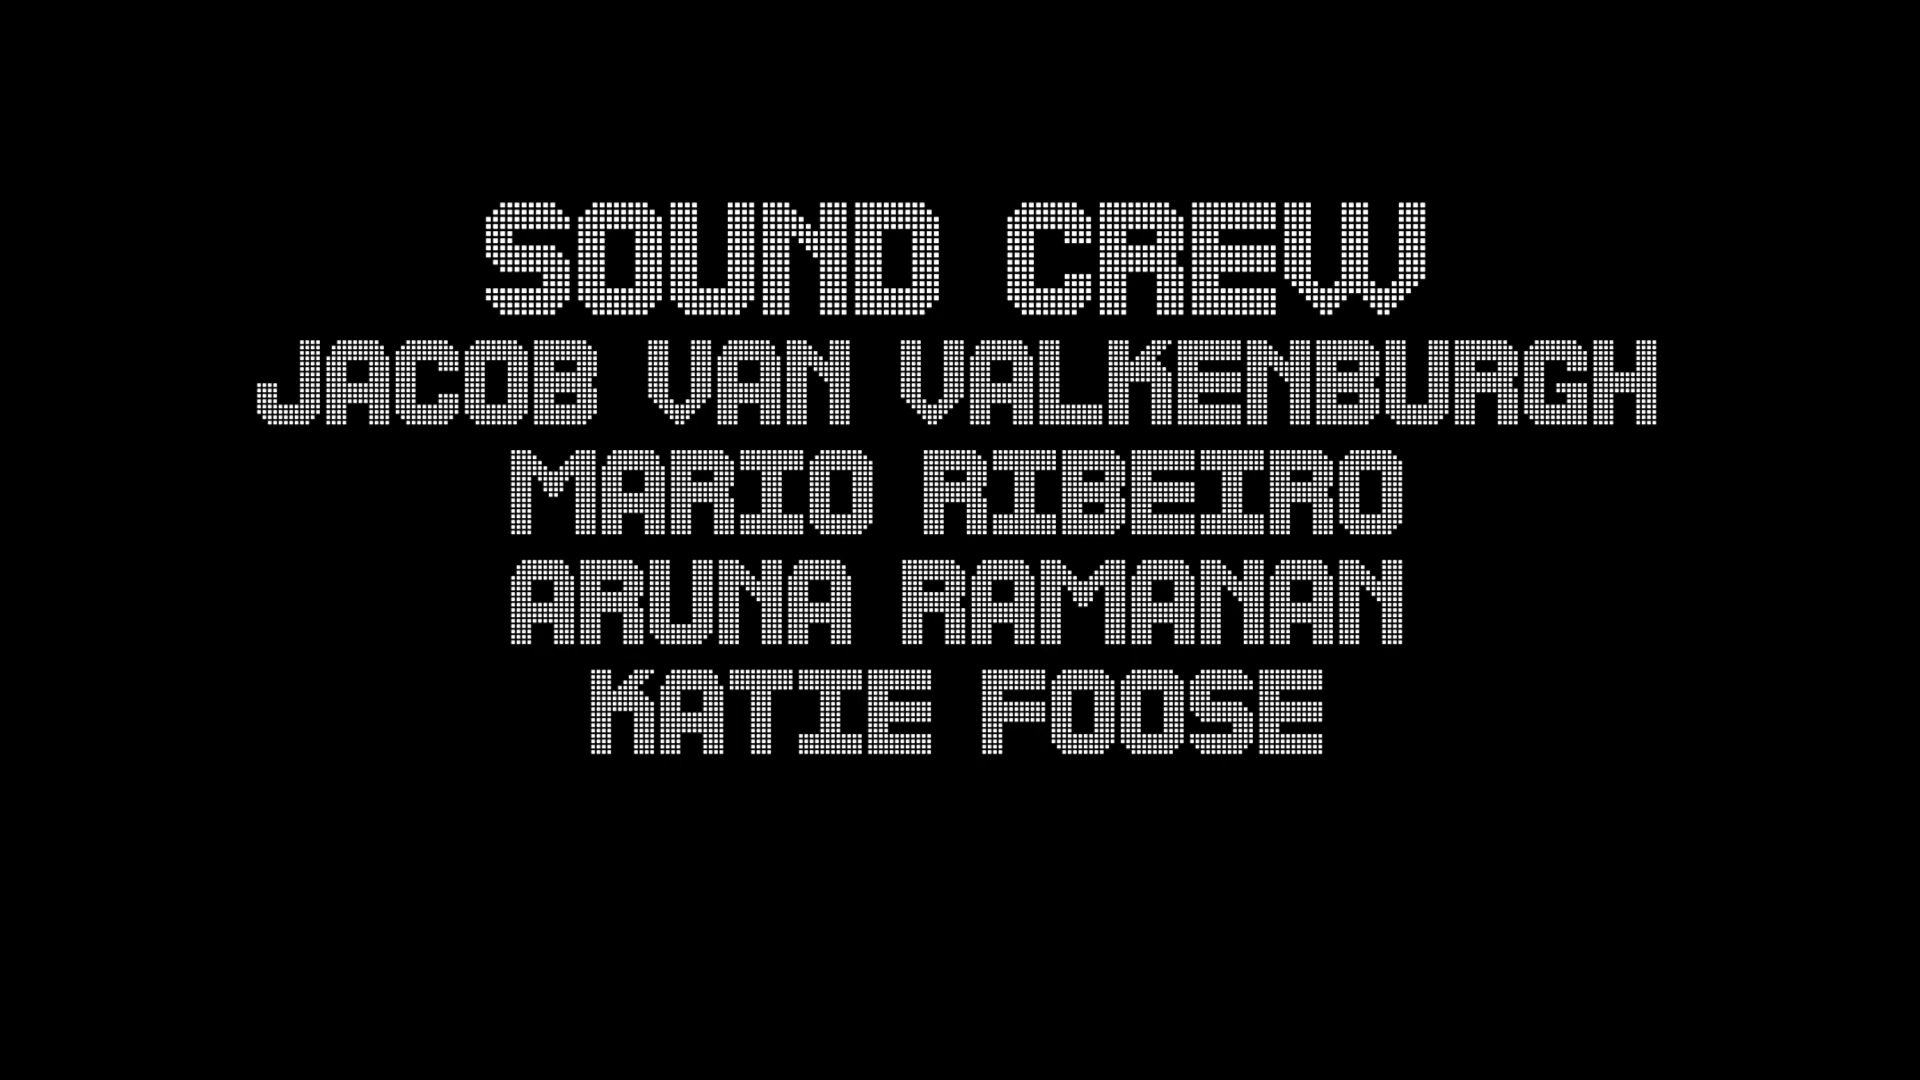 SOUND CREW
JACOB VAN VALKENBURGH
MARIO RIBEIRO
ARUNA RAMANAN
KATIE FOOSE